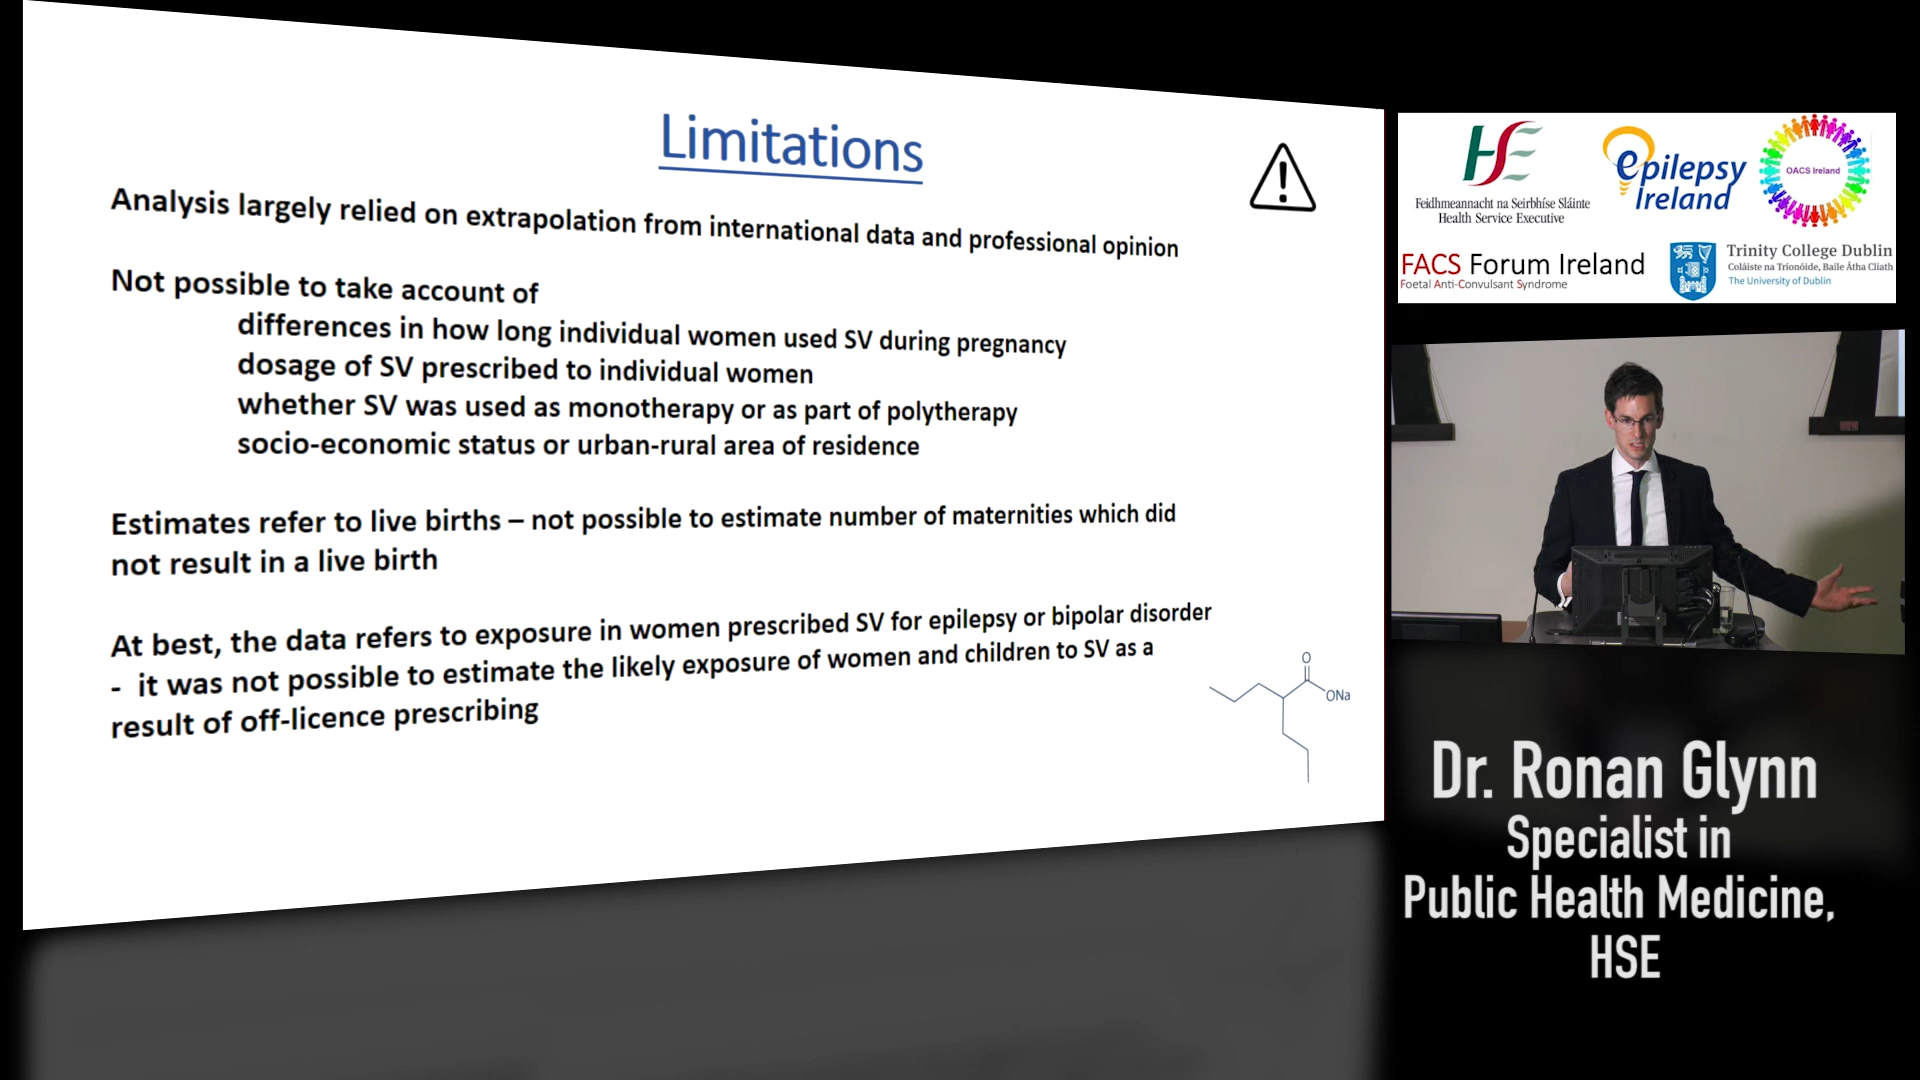 Limitations
Analysis largely relied on extrapolation from international data and professional opinion
Not possible to take account of
differences in how long individual women used SV during pregnancy
dosage of SV prescribed to individual women
whether SV was used as monotherapy or as part of polytherapy
socio-economic status or urban-rural area of residence
Estimates refer to live births – not possible to estimate number of maternities which did
not result in a live birth
At best, the data refers to exposure in women prescribed SV for epilepsy or bipolar disorder
- it was not possible to estimate the likely exposure of women and children to SV as a
result of off-licence prescribing
O
ONa
HSE
Feidhmeannacht na Seirbhíse Sláinte
Health Service Executive
epilepsy
Ireland
OACS Ireland
FACS Forum Ireland
Foetal Anti-Convulsant Syndrome
Trinity College Dublin
Coláiste na Tríonóide, Baile Átha Cliath
The University of Dublin
Dr. Ronan Glynn
Specialist in
Public Health Medicine,
HSE